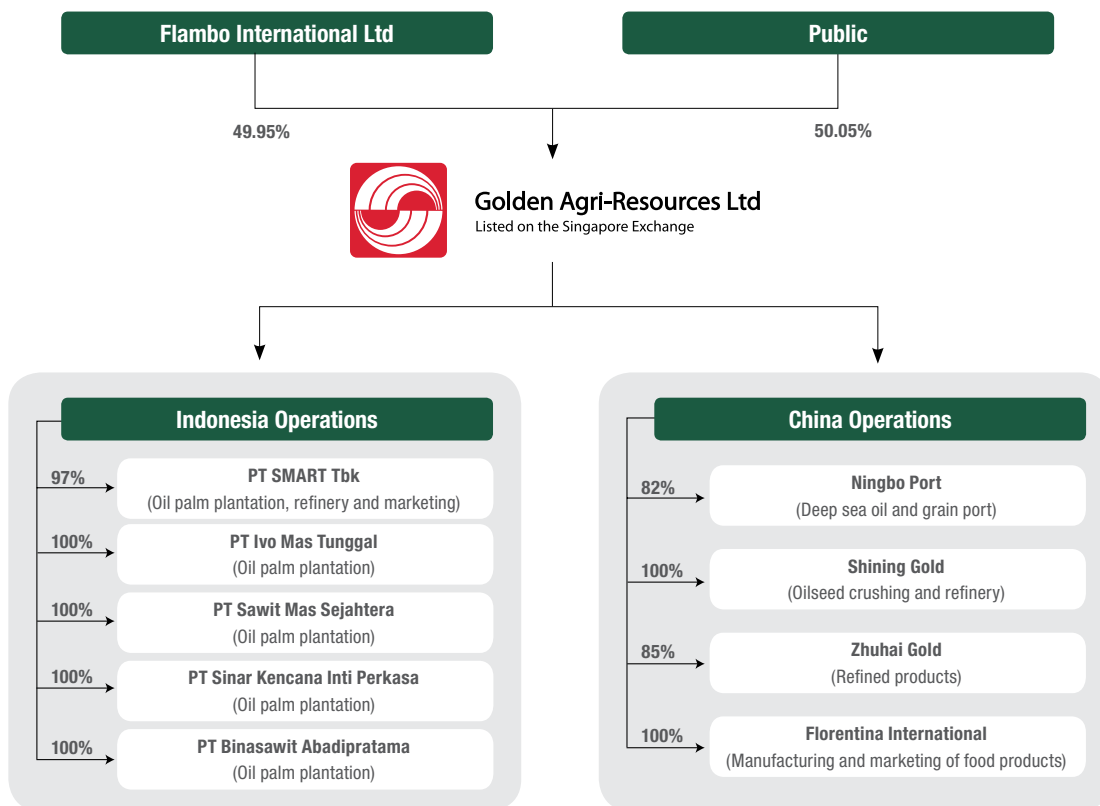 Flambo International Ltd
Public
49.95%
50.05%
Golden Agri-Resources Ltd
Listed on the Singapore Exchange
Indonesia Operations
97%
PT SMART Tbk
(Oil palm plantation, refinery and marketing)
100%
PT Ivo Mas Tunggal
(Oil palm plantation)
100%
PT Sawit Mas Sejahtera
(Oil palm plantation)
100%
PT Sinar Kencana Inti Perkasa
(Oil palm plantation)
100%
PT Binasawit Abadipratama
(Oil palm plantation)
China Operations
82%
Ningbo Port
(Deep sea oil and grain port)
100%
Shining Gold
(Oilseed crushing and refinery)
85%
Zhuhai Gold
(Refined products)
100%
Florentina International
(Manufacturing and marketing of food products)